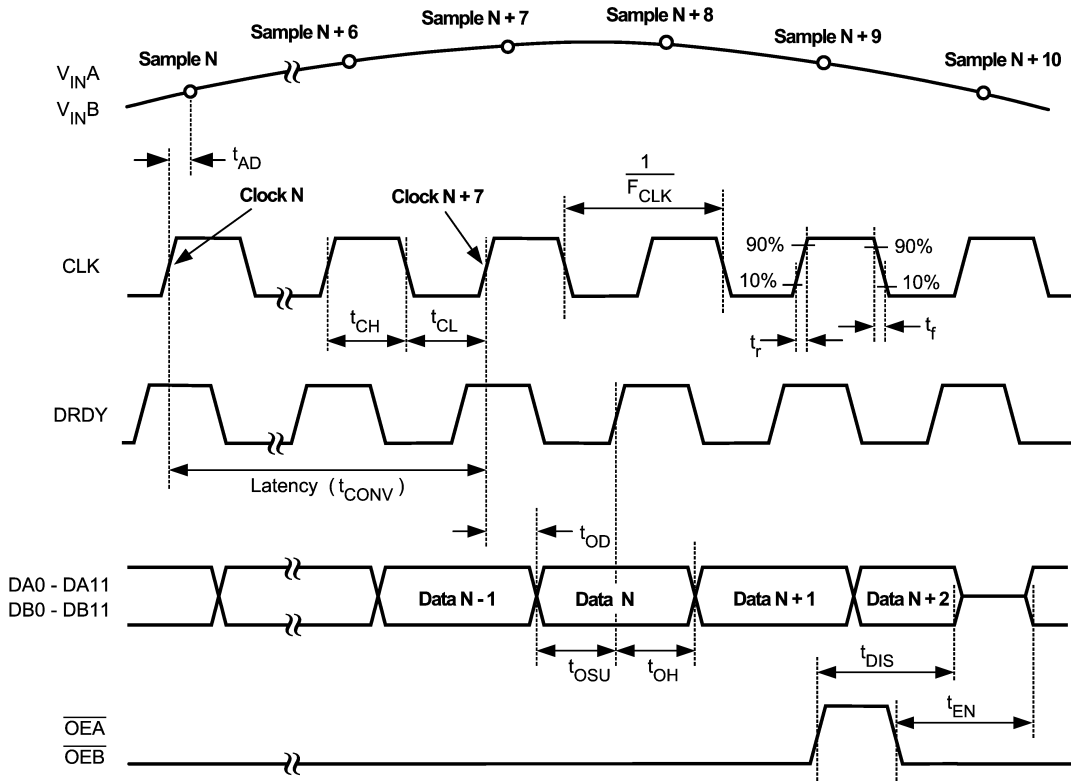 Sample N
Sample N + 6
Sample N + 7
Sample N + 8
Sample N + 9
Sample N + 10
VINA
VINB
tAD
Clock N
Clock N + 7
1
FCLK
CLK
90%
90%
10%
10%
tCH
tCL
tr
tf
DRDY
Latency ( tCONV )
tOD
DA0 - DA11
DB0 - DB11
Data N - 1
Data N
Data N + 1
Data N + 2
tOSU
tOH
tDIS
tEN
OEA
OEB